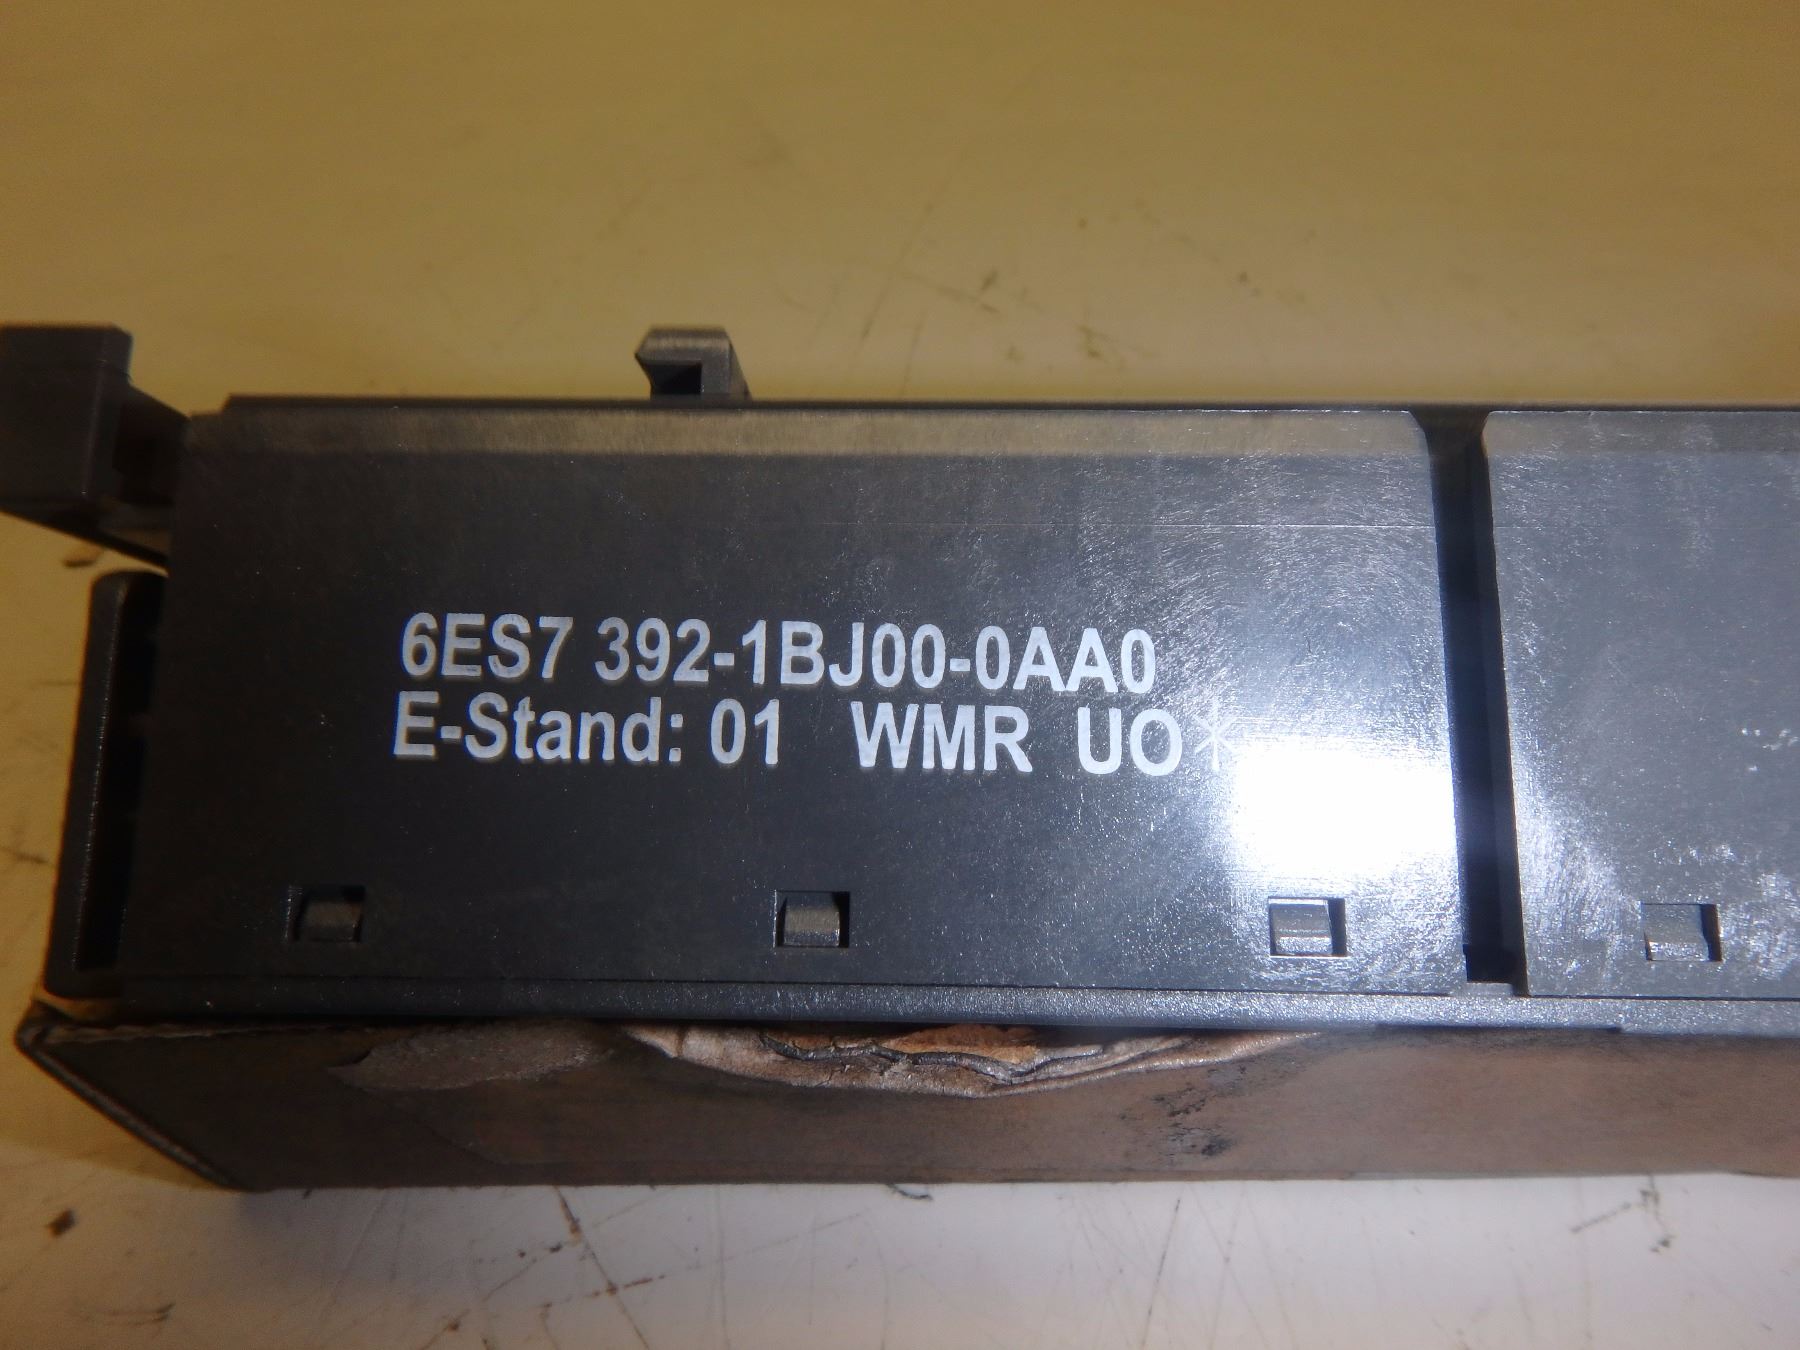 6ES7 392-1BJ00-0AA0
E-Stand: 01 WMR UO*